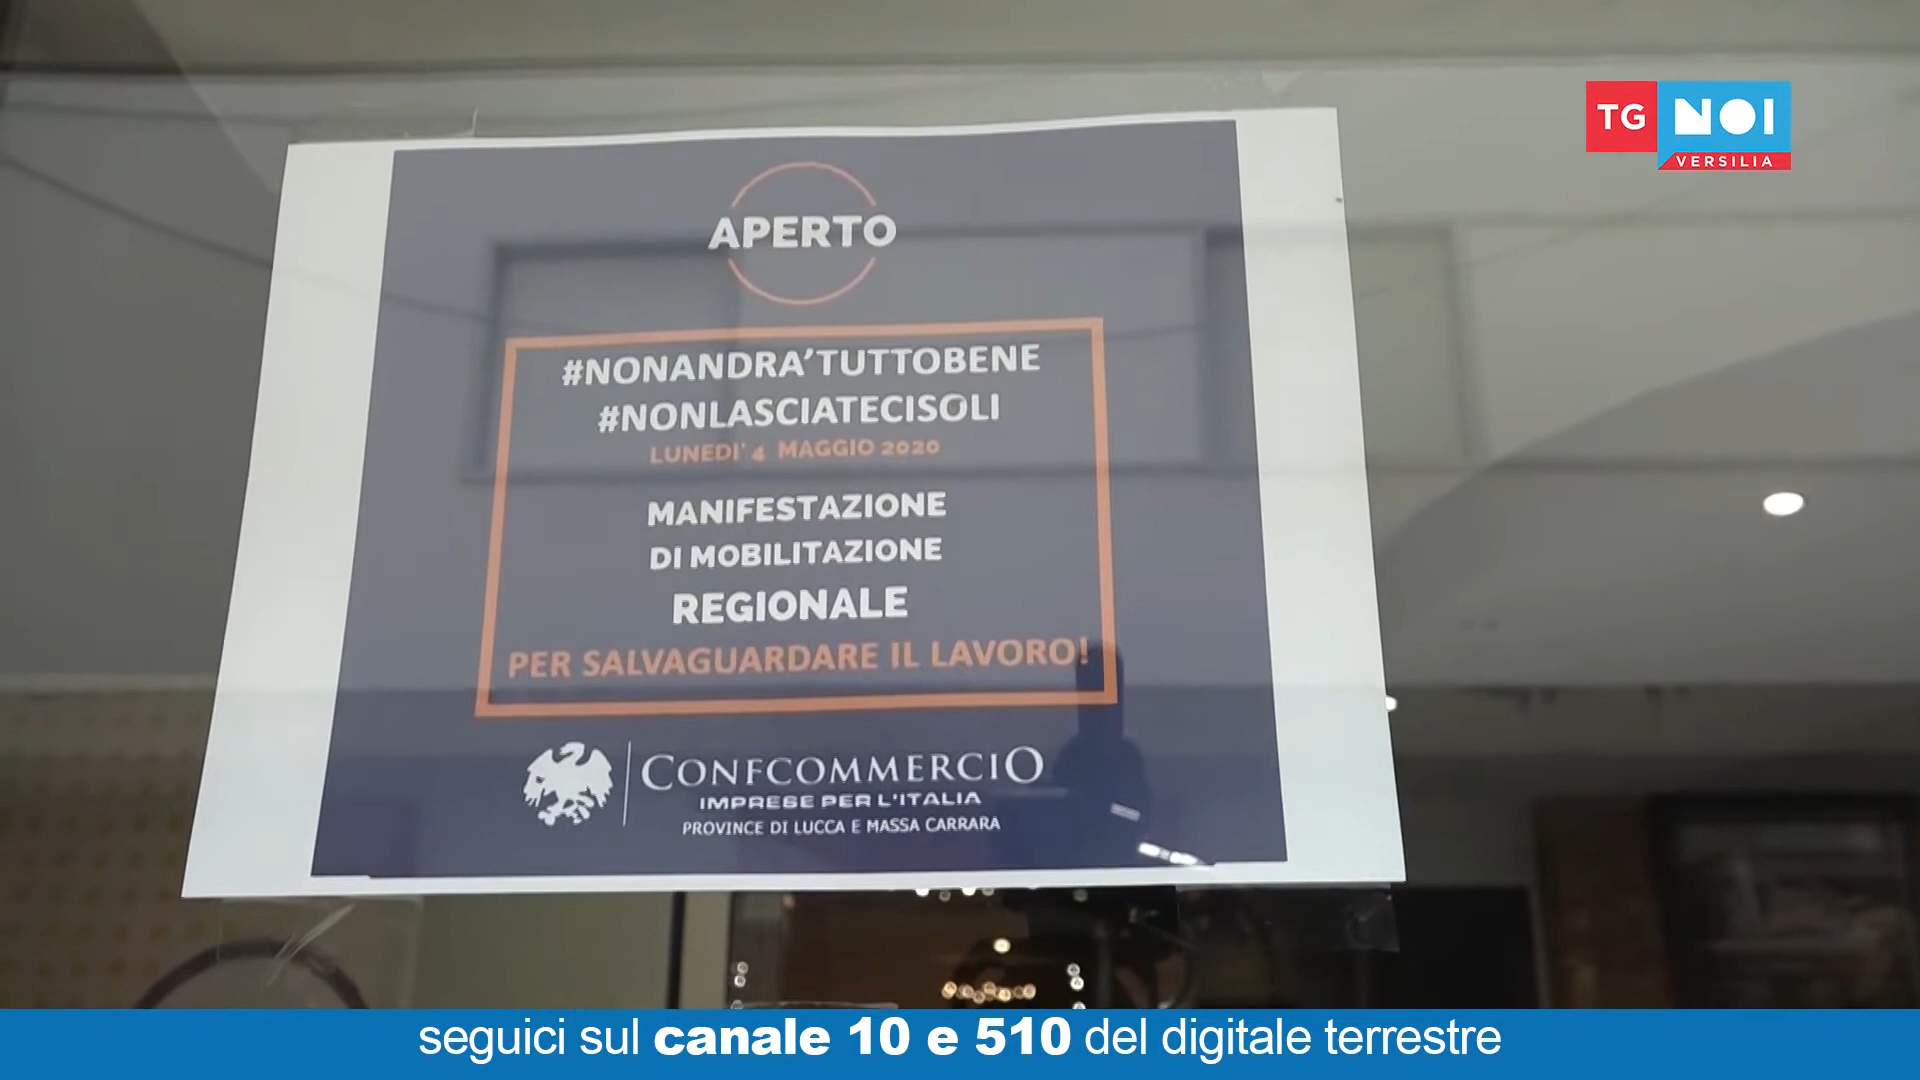 TG NOI
VERSILIA
APERTO
#NONANDRA'TUTTOBENE
#NONLASCIATECISOLI
LUNEDI' 4 MAGGIO 2020
MANIFESTAZIONE
DI MOBILITAZIONE
REGIONALE
PER SALVAGUARDARE IL LAVORO!
CONFCOMMERCIO
IMPRESE PER L'ITALIA
PROVINCE DI LUCCA E MASSA CARRARA
seguici sul canale 10 e 510 del digitale terrestre